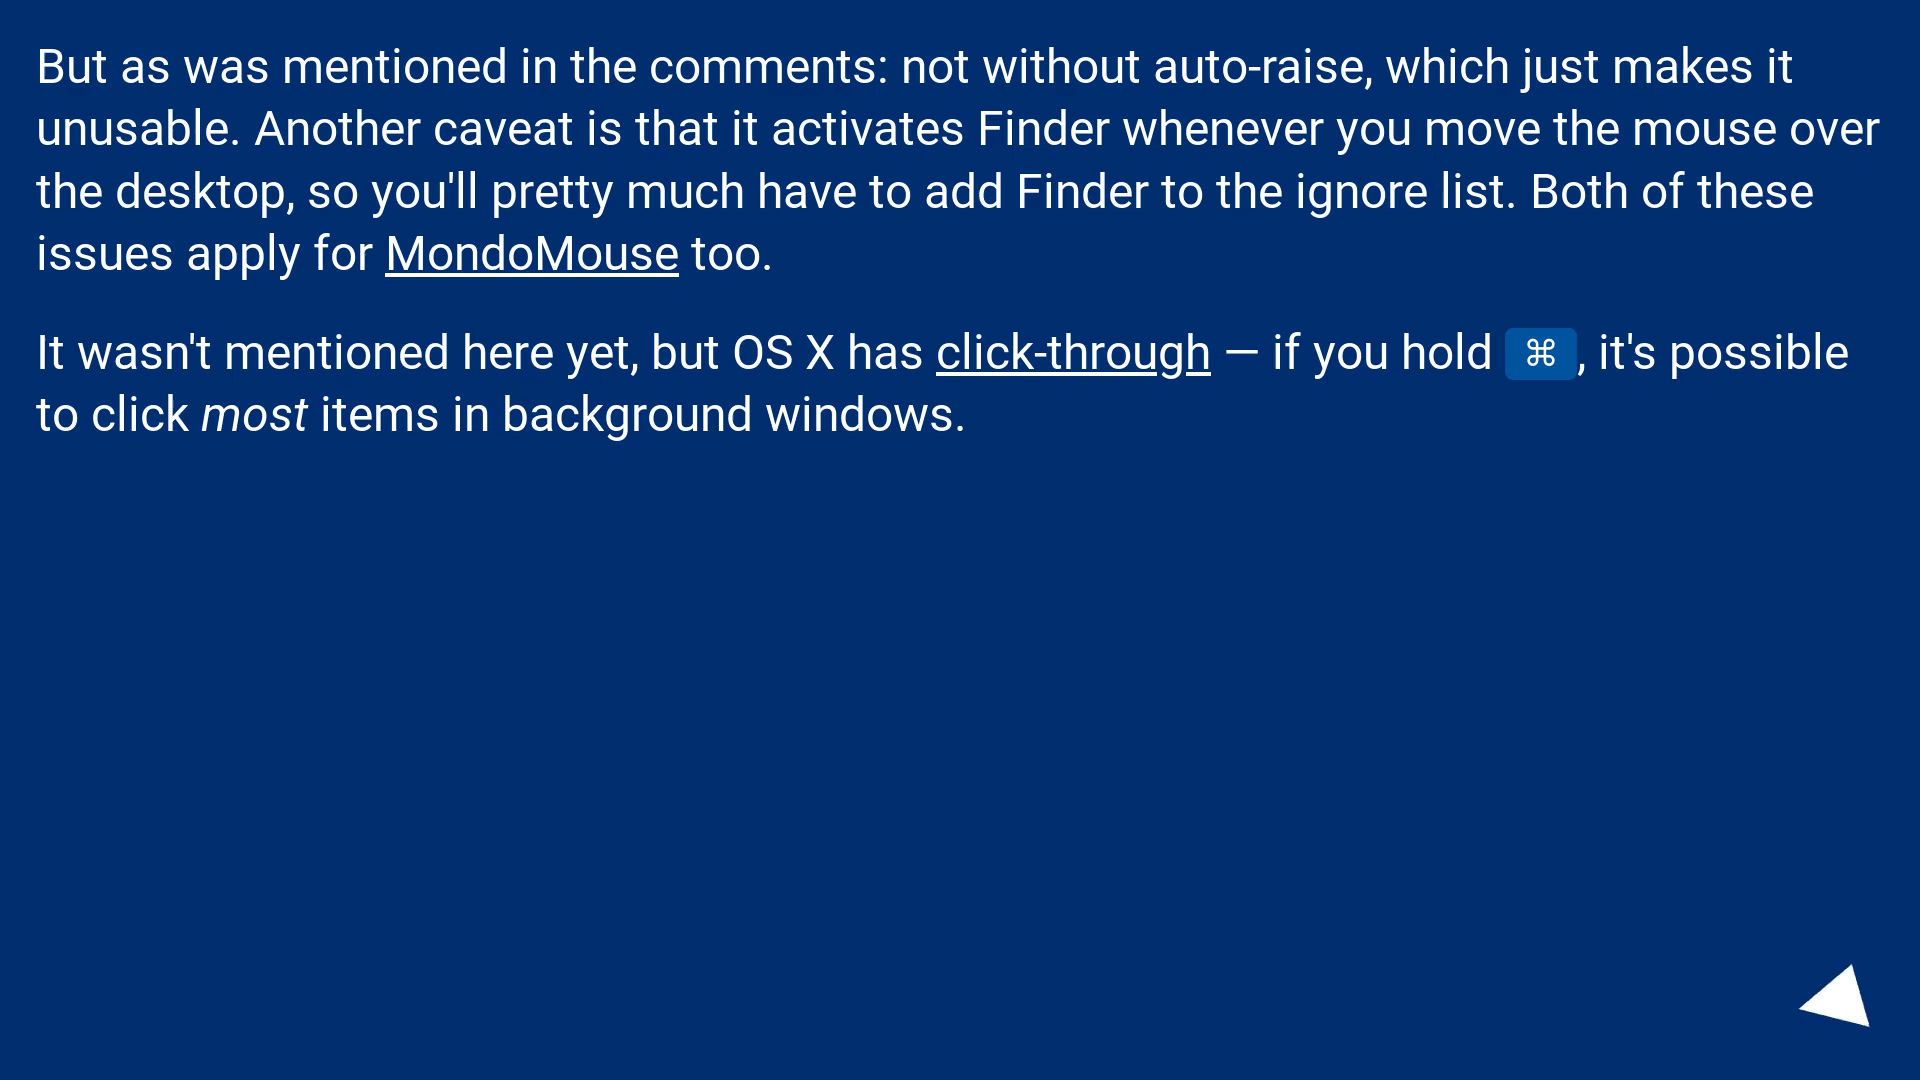 But as was mentioned in the comments: not without auto-raise, which just makes it
unusable. Another caveat is that it activates Finder whenever you move the mouse over
the desktop, so you'll pretty much have to add Finder to the ignore list. Both of these
issues apply for MondoMouse too.
It wasn't mentioned here yet, but OS X has click-through — if you hold ⌘, it's possible
to click most items in background windows.